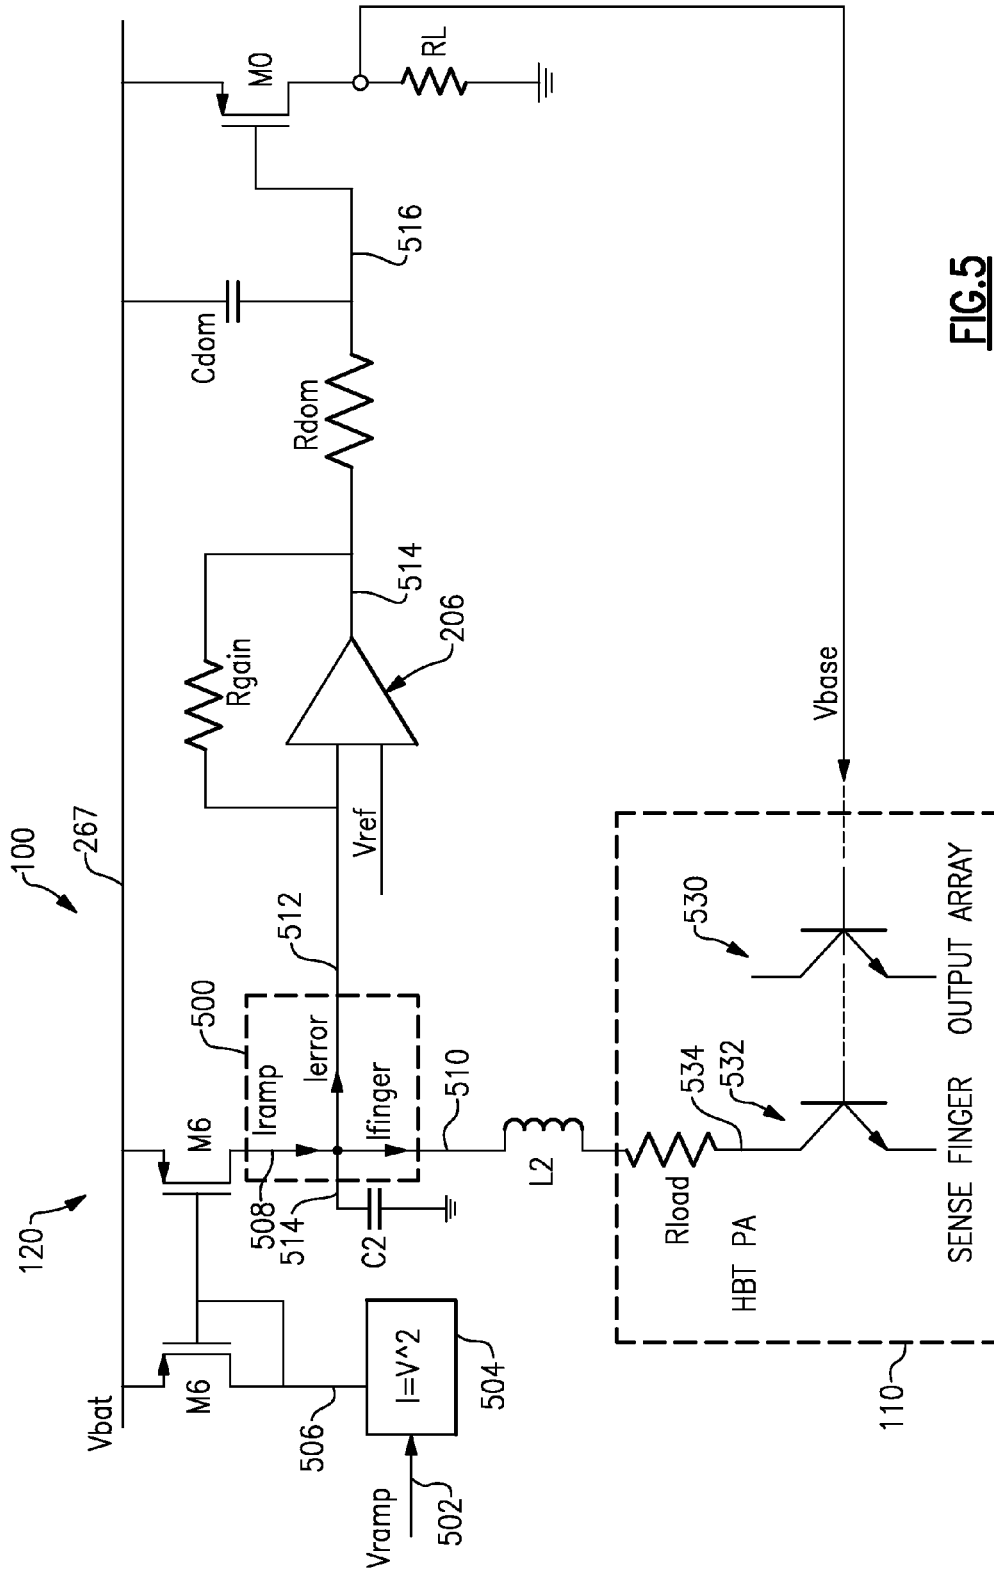 100
120
267
Vbat
M6
M6
M0
Cdom
516
RL
Rdom
Rgain
514
206
Vref
512
500
Iramp
Ierror
Ifinger
508
514
C2
510
506
I=V^2
504
Vramp
502
L2
Rload
534
532
530
HBT PA
SENSE FINGER
OUTPUT ARRAY
110
Vbase
FIG.5